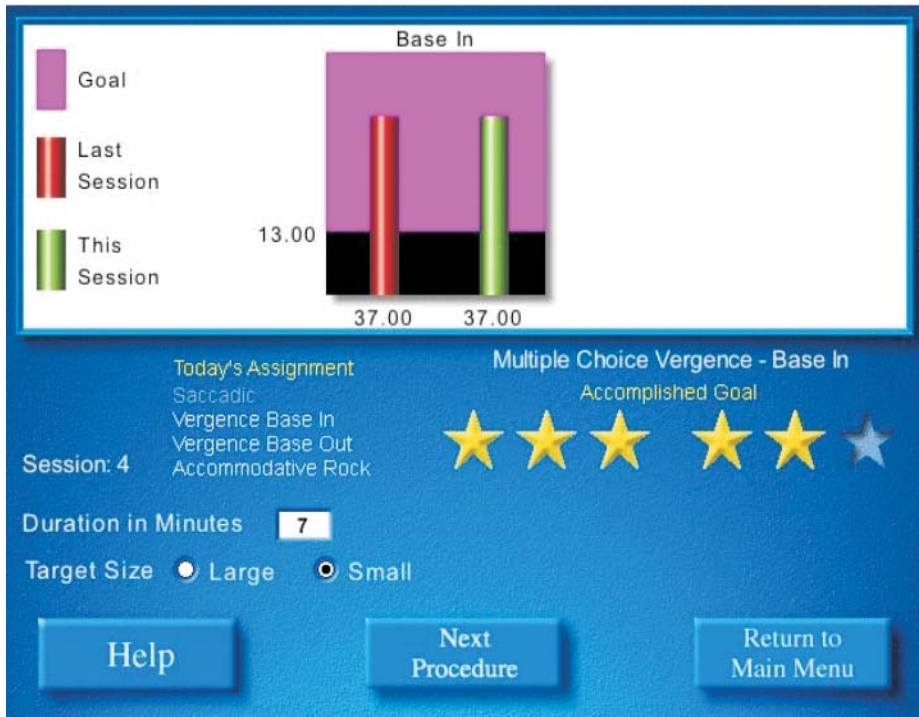 Base In
Goal
Last
Session
This
Session
13.00
37.00 37.00
Today's Assignment
Saccadic
Vergence Base In
Vergence Base Out
Accommodative Rock
Multiple Choice Vergence - Base In
Accomplished Goal
Session: 4
Duration in Minutes 7
Target Size Large Small
Help
Next
Procedure
Return to
Main Menu